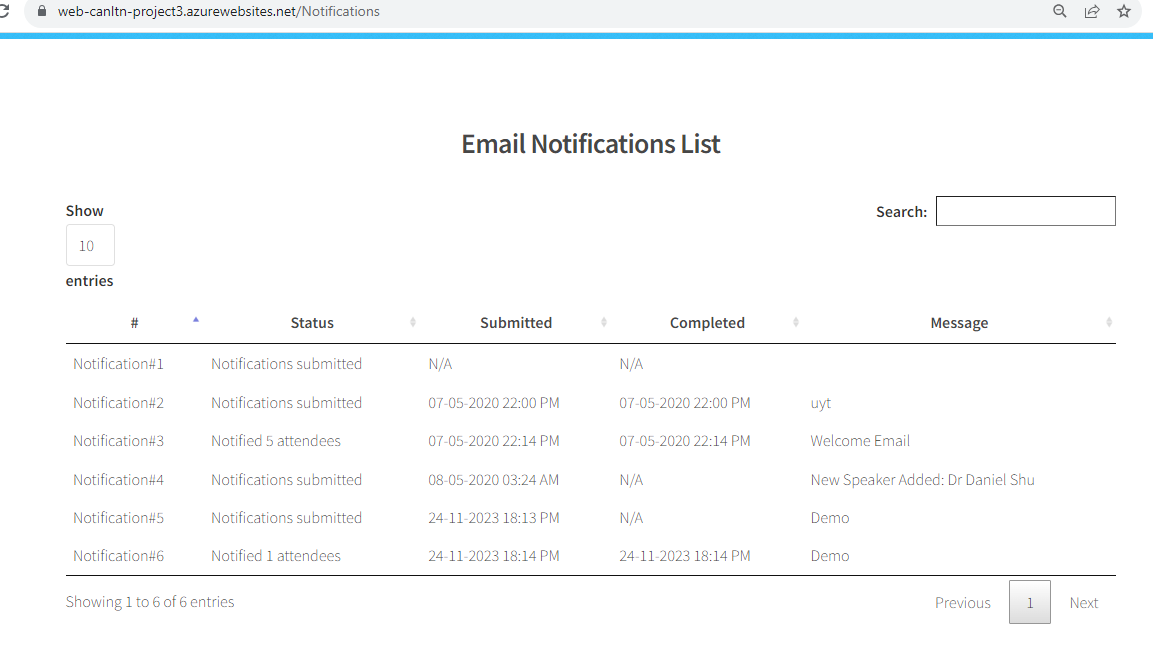 web-canltn-project3.azurewebsites.net/Notifications
Email Notifications List
Show
10
entries
Search:
# Status Submitted Completed Message
Notification#1 Notifications submitted N/A N/A
Notification#2 Notifications submitted 07-05-2020 22:00 PM 07-05-2020 22:00 PM uyt
Notification#3 Notified 5 attendees 07-05-2020 22:14 PM 07-05-2020 22:14 PM Welcome Email
Notification#4 Notifications submitted 08-05-2020 03:24 AM N/A New Speaker Added: Dr Daniel Shu
Notification#5 Notifications submitted 24-11-2023 18:13 PM N/A Demo
Notification#6 Notified 1 attendees 24-11-2023 18:14 PM 24-11-2023 18:14 PM Demo
Showing 1 to 6 of 6 entries
Previous 1 Next